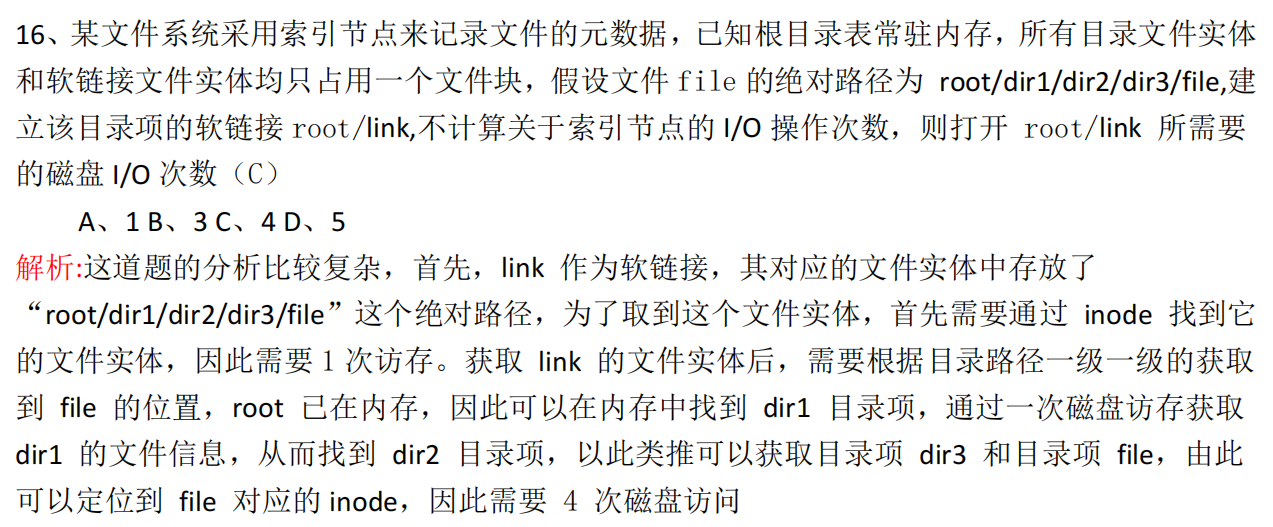 16、某文件系统采用索引节点来记录文件的元数据，已知根目录表常驻内存，所有目录文件实体
和软链接文件实体均只占用一个文件块，假设文件 file 的绝对路径为 root/dir1/dir2/dir3/file,建
立该目录项的软链接 root/link,不计算关于索引节点的 I/O 操作次数，则打开 root/link 所需要
的磁盘 I/O 次数（C）
A、1 B、3 C、4 D、5
解析:这道题的分析比较复杂，首先，link 作为软链接，其对应的文件实体中存放了
“root/dir1/dir2/dir3/file”这个绝对路径，为了取到这个文件实体，首先需要通过 inode 找到它
的文件实体，因此需要 1 次访存。获取 link 的文件实体后，需要根据目录路径一级一级的获取
到 file 的位置，root 已在内存，因此可以在内存中找到 dir1 目录项，通过一次磁盘访存获取
dir1 的文件信息，从而找到 dir2 目录项，以此类推可以获取目录项 dir3 和目录项 file，由此
可以定位到 file 对应的 inode，因此需要 4 次磁盘访问